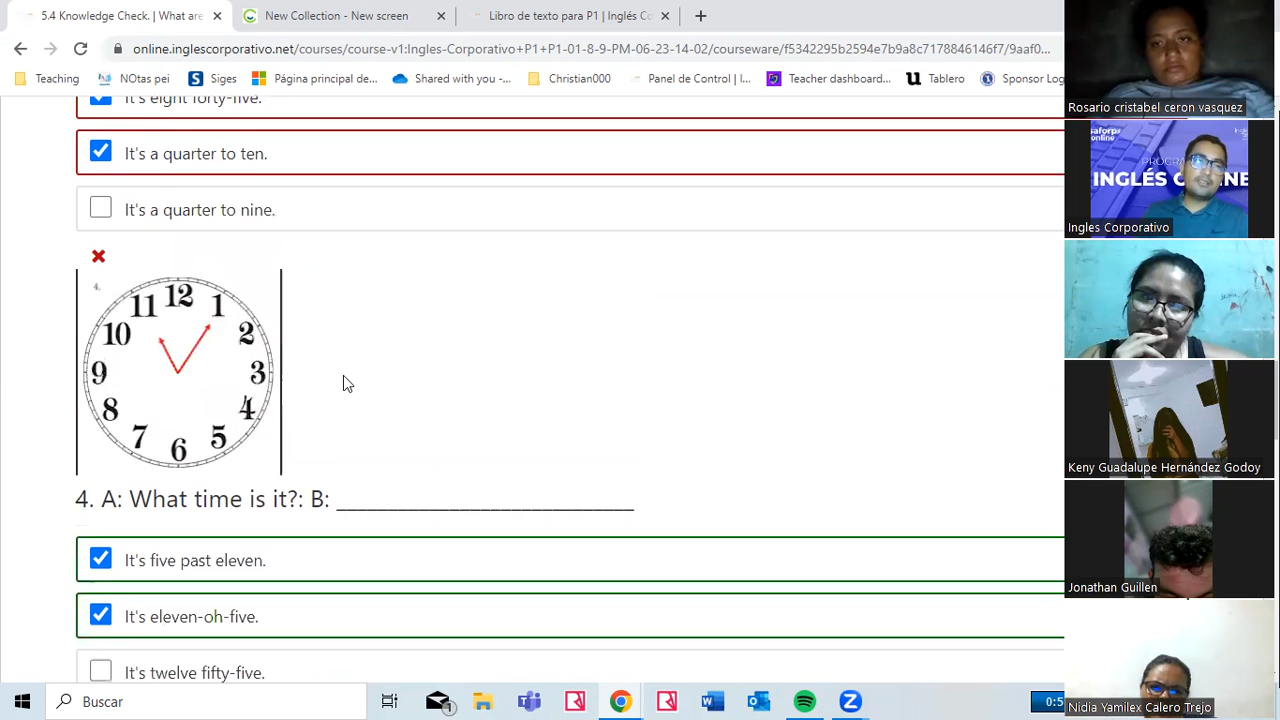 5.4 Knowledge Check. | What are
New Collection - New screen
Libro de texto para P1 | Inglés Co
online.inglescorporativo.net/courses/course-v1:Ingles-Corporativo+P1+P1-01-8-9-PM-06-23-14-02/courseware/f5342295b2594e7b9a8c7178846146f7/9aaf0...
Teaching
NOtas pei
Siges
Página principal de...
Shared with you -...
Christian000
Panel de Control | I...
Teacher dashboard...
Tablero
Sponsor Log
It's eight forty-five.
It's a quarter to ten.
It's a quarter to nine.
4.
12
11 1
10 2
9 3
8 4
7 5
6
4. A: What time is it?: B: ___________________________
It's five past eleven.
It's eleven-oh-five.
It's twelve fifty-five.
Buscar
1
0:5
Rosario cristabel ceron vasquez
INGLÉS
Ingles Corporativo
Keny Guadalupe Hernández Godoy
Jonathan Guillen
Nidia Yamilex Calero Trejo